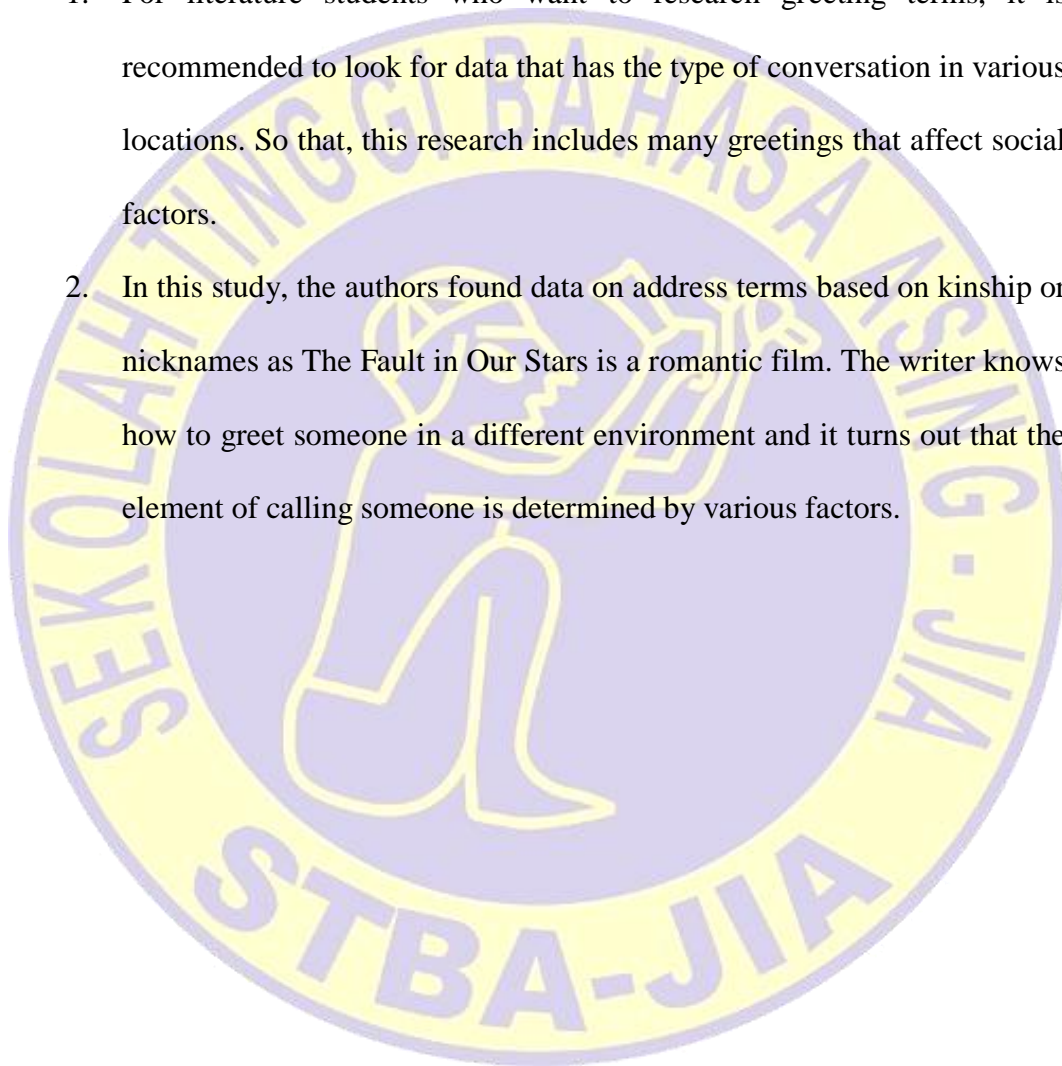 1. For literature students who want to research greeting terms, it is
recommended to look for data that has the type of conversation in various
locations. So that, this research includes many greetings that affect social
factors.
2. In this study, the authors found data on address terms based on kinship or
nicknames as The Fault in Our Stars is a romantic film. The writer knows
how to greet someone in a different environment and it turns out that the
element of calling someone is determined by various factors.
SEKOLAH TINGGI BAHASA ASING - JIA
STBA-JIA